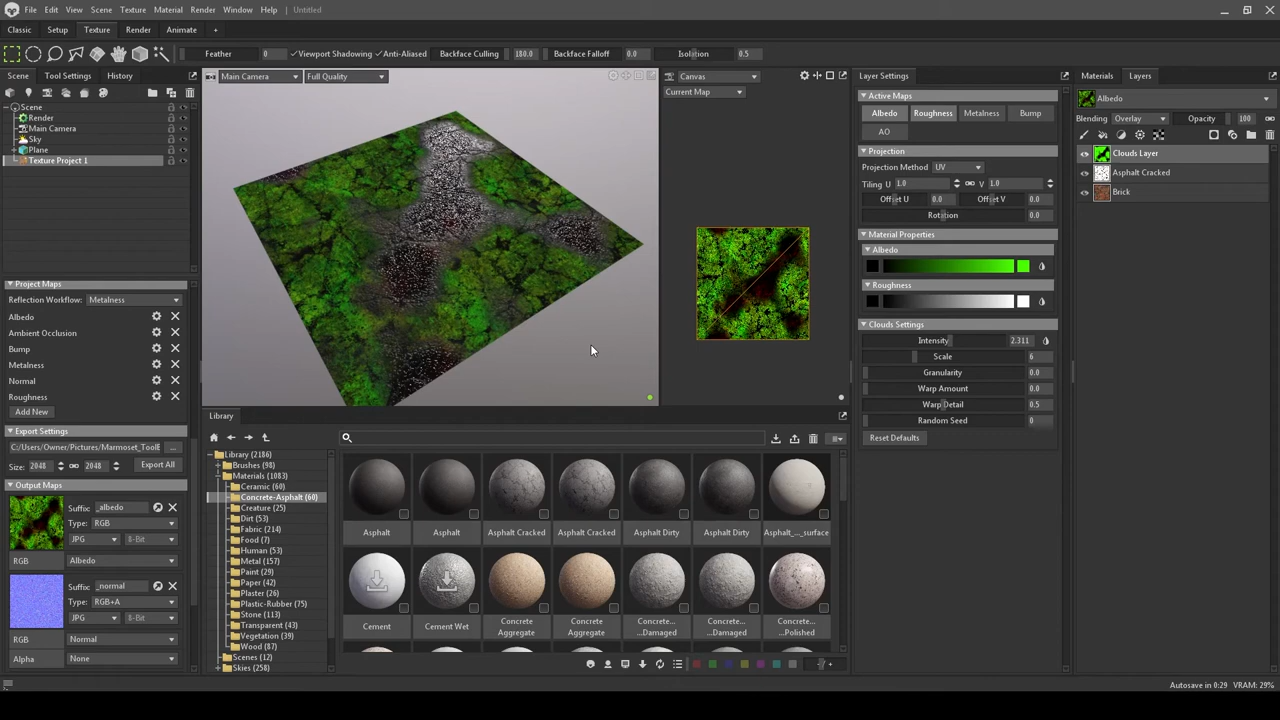 File Edit View Scene Texture Material Render Window Help Untitled
Classic Setup Texture Render Animate +
Feather 0 Viewport Shadowing Anti-Aliased Backface Culling 180.0 Backface Falloff 0.0 Isolation 0.5
Scene Tool Settings History
Scene
Render
Main Camera
Sky
Plane
Texture Project 1
Project Maps
Reflection Workflow: Metalness
Albedo
Ambient Occlusion
Bump
Metalness
Normal
Roughness
Add New
Export Settings
C:/Users/Owner/Pictures/Marmoset_ToolB ...
Size: 2048 2048 Export All
Output Maps
Suffix: _albedo
Type: RGB
JPG 8-Bit
RGB Albedo
Suffix: _normal
Type: RGB+A
JPG 8-Bit
RGB Normal
Alpha None
Main Camera Full Quality
Canvas
Current Map
Library
Library (2186)
Brushes (98)
Materials (1083)
Ceramic (60)
Concrete-Asphalt (60)
Creature (25)
Dirt (53)
Fabric (214)
Food (7)
Human (53)
Metal (157)
Paint (29)
Paper (42)
Plaster (26)
Plastic-Rubber (75)
Stone (113)
Transparent (43)
Vegetation (39)
Wood (87)
Scenes (12)
Skies (258)
Asphalt Asphalt Asphalt Cracked Asphalt Cracked Asphalt Dirty Asphalt Dirty Asphalt_..._surface
Cement Cement Wet Concrete Aggregate Concrete Aggregate Concrete... ...Damaged Concrete... ...Damaged Concrete... ...Polished
Layer Settings
Active Maps
Albedo Roughness Metalness Bump
AO
Projection
Projection Method UV
Tiling U 1.0 V 1.0
Offset U 0.0 Offset V 0.0
Rotation 0.0
Material Properties
Albedo
Roughness
Clouds Settings
Intensity 2.311
Scale 6
Granularity 0.0
Warp Amount 0.0
Warp Detail 0.5
Random Seed 0
Reset Defaults
Materials Layers
Albedo
Blending Overlay Opacity 100
Clouds Layer
Asphalt Cracked
Brick
Autosave in 0:29 VRAM: 29%